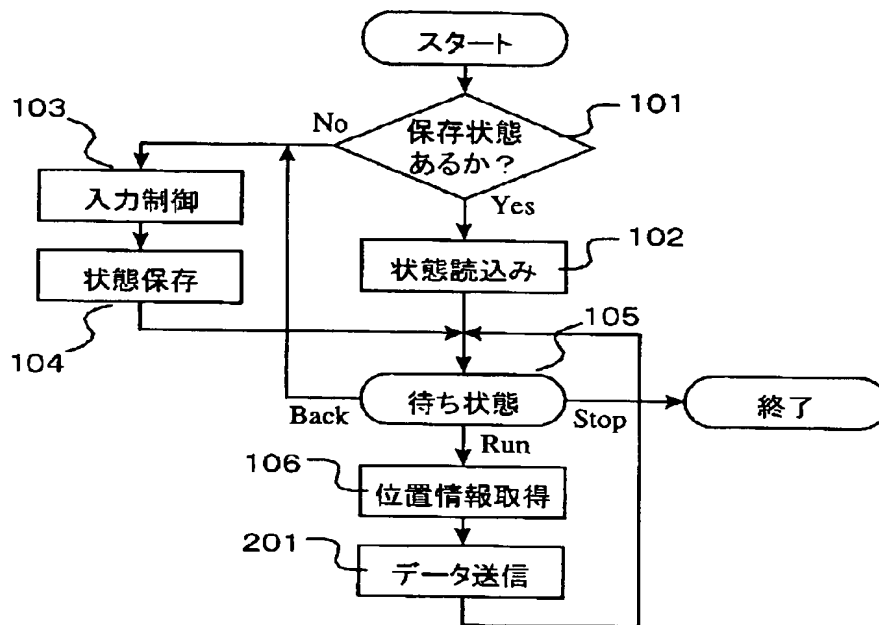 スタート
101
103
No
保存状態
あるか？
入力制御
Yes
102
状態読込み
状態保存
104
105
待ち状態
Back
Stop
終了
Run
106
位置情報取得
201
データ送信